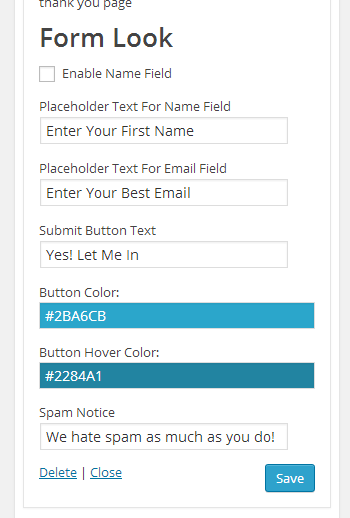 thank you page
Form Look
Enable Name Field
Placeholder Text For Name Field
Enter Your First Name
Placeholder Text For Email Field
Enter Your Best Email
Submit Button Text
Yes! Let Me In
Button Color:
#2BA6CB
Button Hover Color:
#2284A1
Spam Notice
We hate spam as much as you do!
Delete | Close
Save